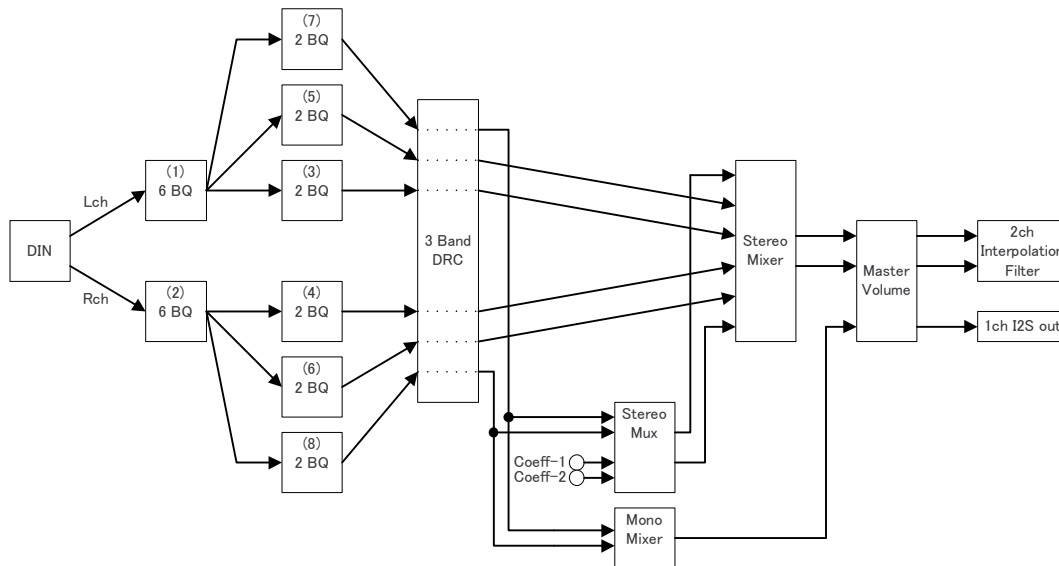 (7)
2 BQ
(5)
2 BQ
(1)
6 BQ
(3)
2 BQ
Lch
DIN
Rch
(2)
6 BQ
(4)
2 BQ
(6)
2 BQ
(8)
2 BQ
3 Band
DRC
Stereo
Mixer
Master
Volume
2ch
Interpolation
Filter
1ch I2S out
Stereo
Mux
Coeff-1
Coeff-2
Mono
Mixer